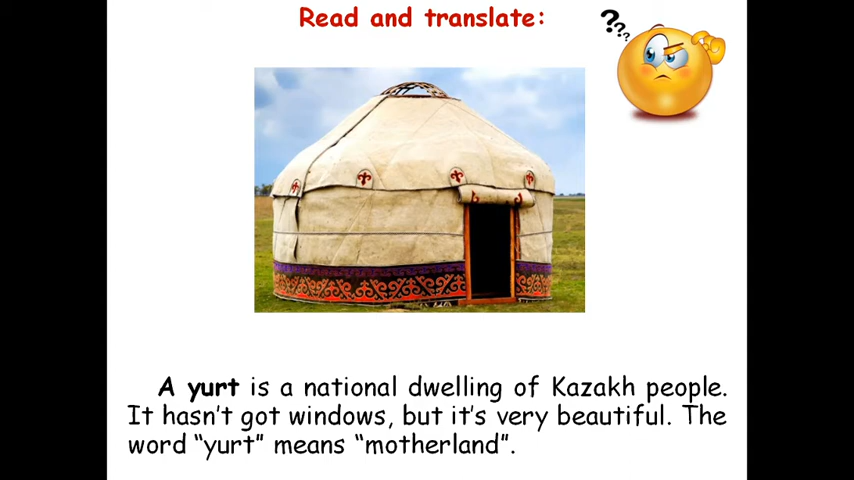 Read and translate:
???
A yurt is a national dwelling of Kazakh people.
It hasn't got windows, but it's very beautiful. The
word “yurt” means “motherland”.